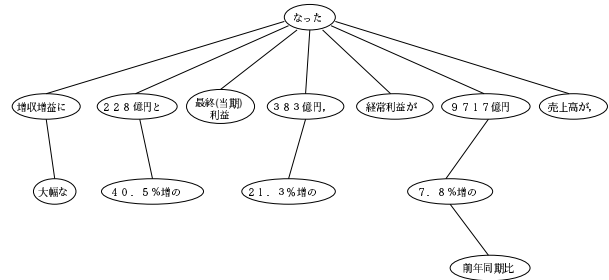 なった
増収増益に
２２８億円と
最終(当期)
利益
３８３億円，
経常利益が
９７１７億円
売上高が，
大幅な
４０．５％増の
２１．３％増の
７．８％増の
前年同期比